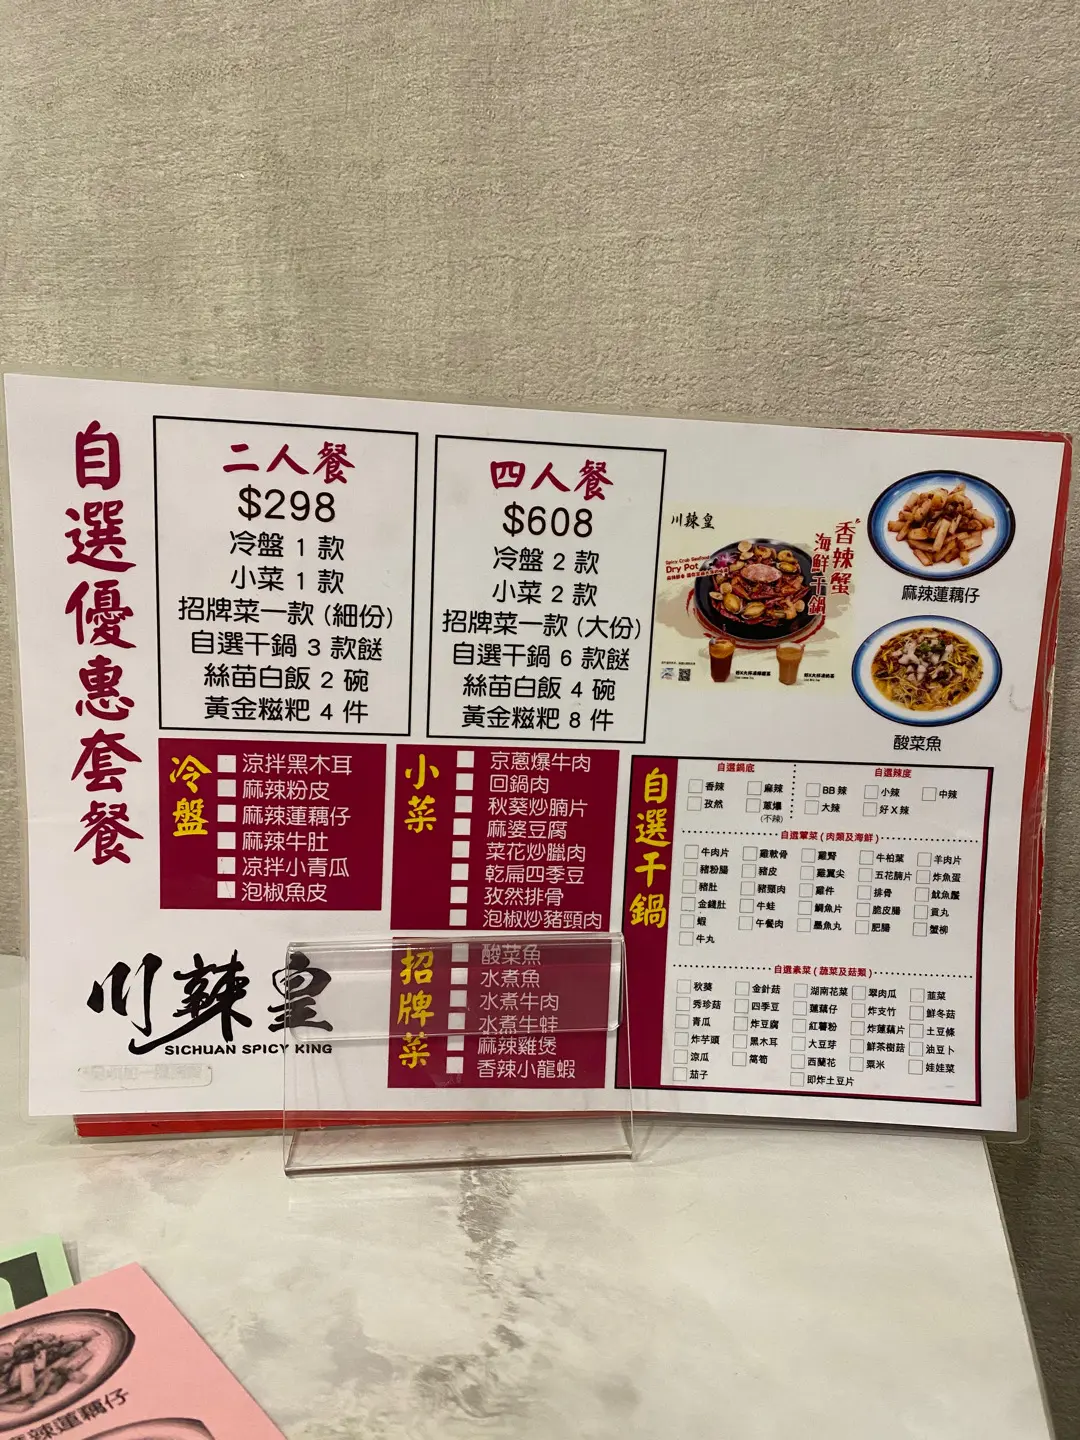 自選優惠套餐
二人餐
$298
冷盤 1 款
小菜 1 款
招牌菜一款 (細份)
自選干鍋 3 款餸
絲苗白飯 2 碗
黃金糍粑 4 件
四人餐
$608
冷盤 2 款
小菜 2 款
招牌菜一款 (大份)
自選干鍋 6 款餸
絲苗白飯 4 碗
黃金糍粑 8 件
川辣皇
香辣蟹
海鮮干鍋
Spicy Crab Seafood
Dry Pot
麻辣蓮藕仔
酸菜魚
冷盤
涼拌黑木耳
麻辣粉皮
麻辣蓮藕仔
麻辣牛肚
涼拌小青瓜
泡椒魚皮
小菜
京蔥爆牛肉
回鍋肉
秋葵炒腩片
麻婆豆腐
菜花炒臘肉
乾扁四季豆
孜然排骨
泡椒炒豬頸肉
招牌菜
酸菜魚
水煮魚
水煮牛肉
水煮牛蛙
麻辣雞煲
香辣小龍蝦
自選干鍋
自選鍋底
香辣 麻辣
孜然 蔥爆
(不辣)
自選辣度
BB 辣 小辣 中辣
大辣 好 X 辣
自選葷菜 ( 肉類及海鮮 )
牛肉片 雞軟骨 雞腎 牛柏葉 羊肉片
豬粉腸 豬皮 雞翼尖 五花腩片 炸魚蛋
豬肚 豬頸肉 雞件 排骨 魷魚鬚
金錢肚 牛蛙 鯛魚片 脆皮腸 貢丸
蝦 午餐肉 墨魚丸 肥腸 蟹柳
牛丸
自選素菜 ( 蔬菜及菇類 )
秋葵 金針菇 湖南花菜 翠肉瓜 韮菜
秀珍菇 四季豆 蓮藕仔 炸支竹 鮮冬菇
青瓜 炸豆腐 紅薯粉 炸蓮藕片 土豆條
炸芋頭 黑木耳 大豆芽 鮮茶樹菇 油豆卜
涼瓜 萵筍 西蘭花 粟米 娃娃菜
茄子 即炸土豆片
川辣皇
SICHUAN SPICY KING
麻辣蓮藕仔